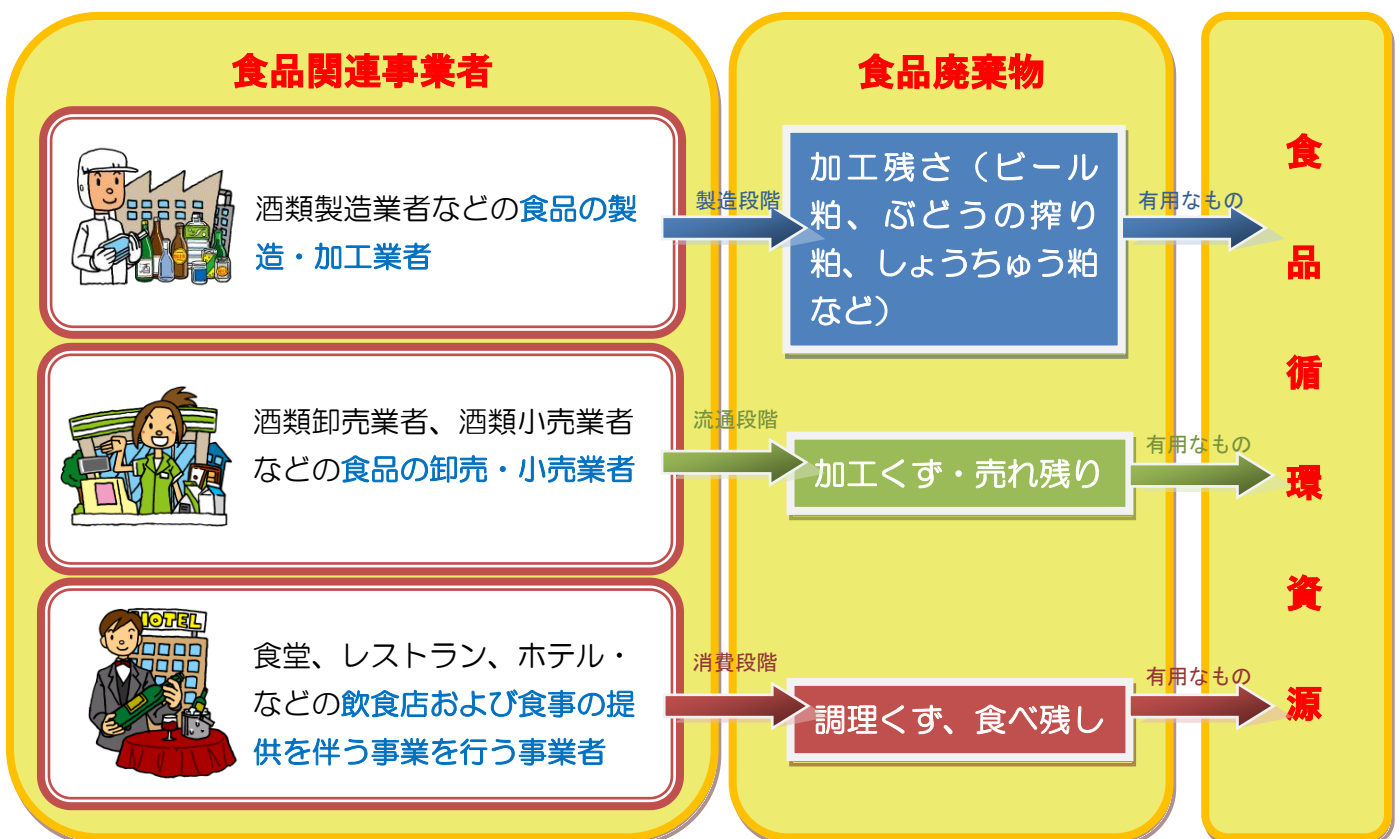 食品関連事業者
酒類製造業者などの食品の製
造・加工業者
酒類卸売業者、酒類小売業者
などの食品の卸売・小売業者
HOTEL
食堂、レストラン、ホテル・
などの飲食店および食事の提
供を伴う事業を行う事業者
製造段階
流通段階
消費段階
食品廃棄物
加工残さ（ビール
粕、ぶどうの搾り
粕、しょうちゅう粕
など）
加工くず・売れ残り
調理くず、食べ残し
有用なもの
有用なもの
有用なもの
食品循環資源